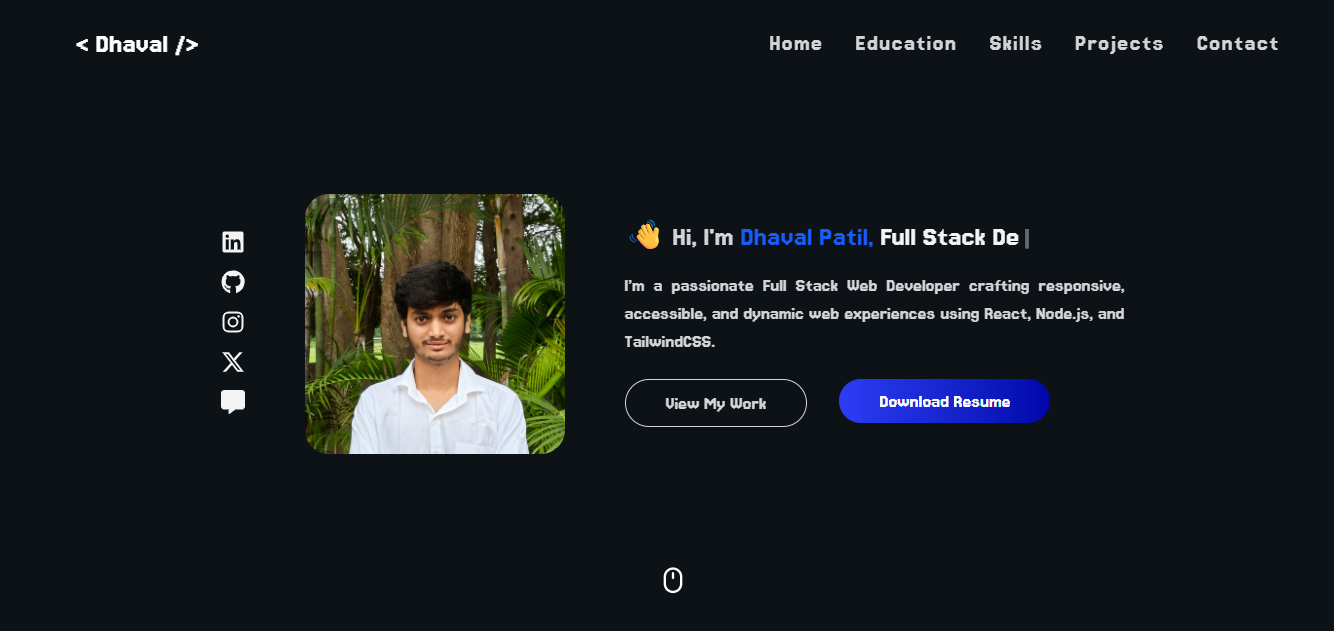 < Dhaval />
Home Education Skills Projects Contact
Hi, I'm Dhaval Patil, Full Stack De |
I'm a passionate Full Stack Web Developer crafting responsive,
accessible, and dynamic web experiences using React, Node.js, and
TailwindCSS.
View My Work
Download Resume